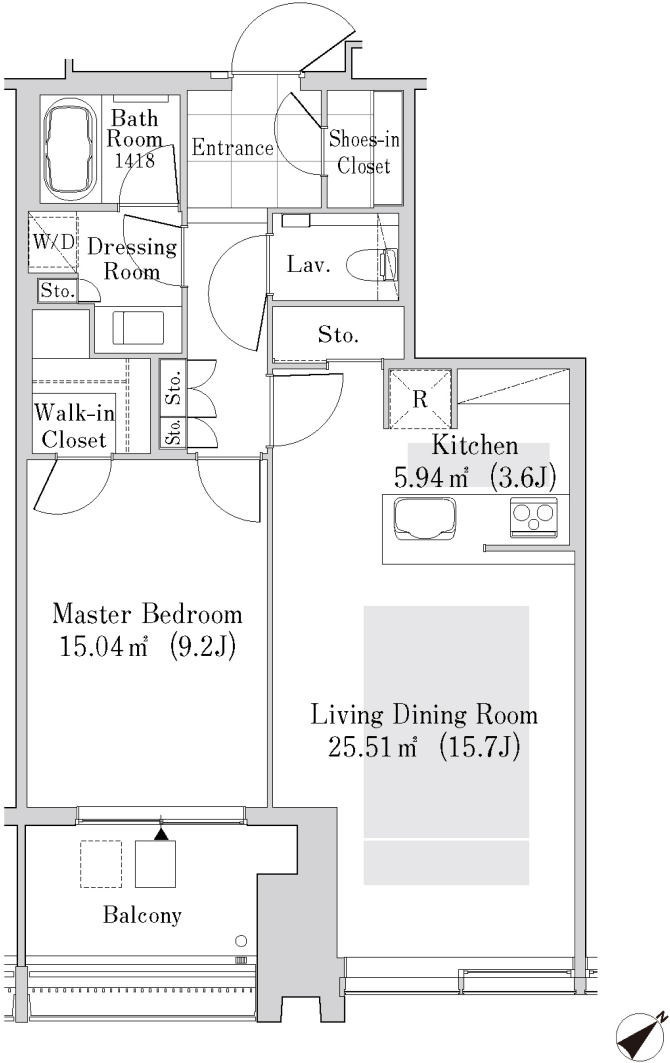 Bath
Room
1418
Entrance
Shoes-in
Closet
W/D
Dressing
Room
Lav.
Sto.
Sto.
Sto.
R
Walk-in
Closet
Sto.
Kitchen
5.94㎡ (3.6J)
Master Bedroom
15.04㎡ (9.2J)
Living Dining Room
25.51㎡ (15.7J)
Balcony
N